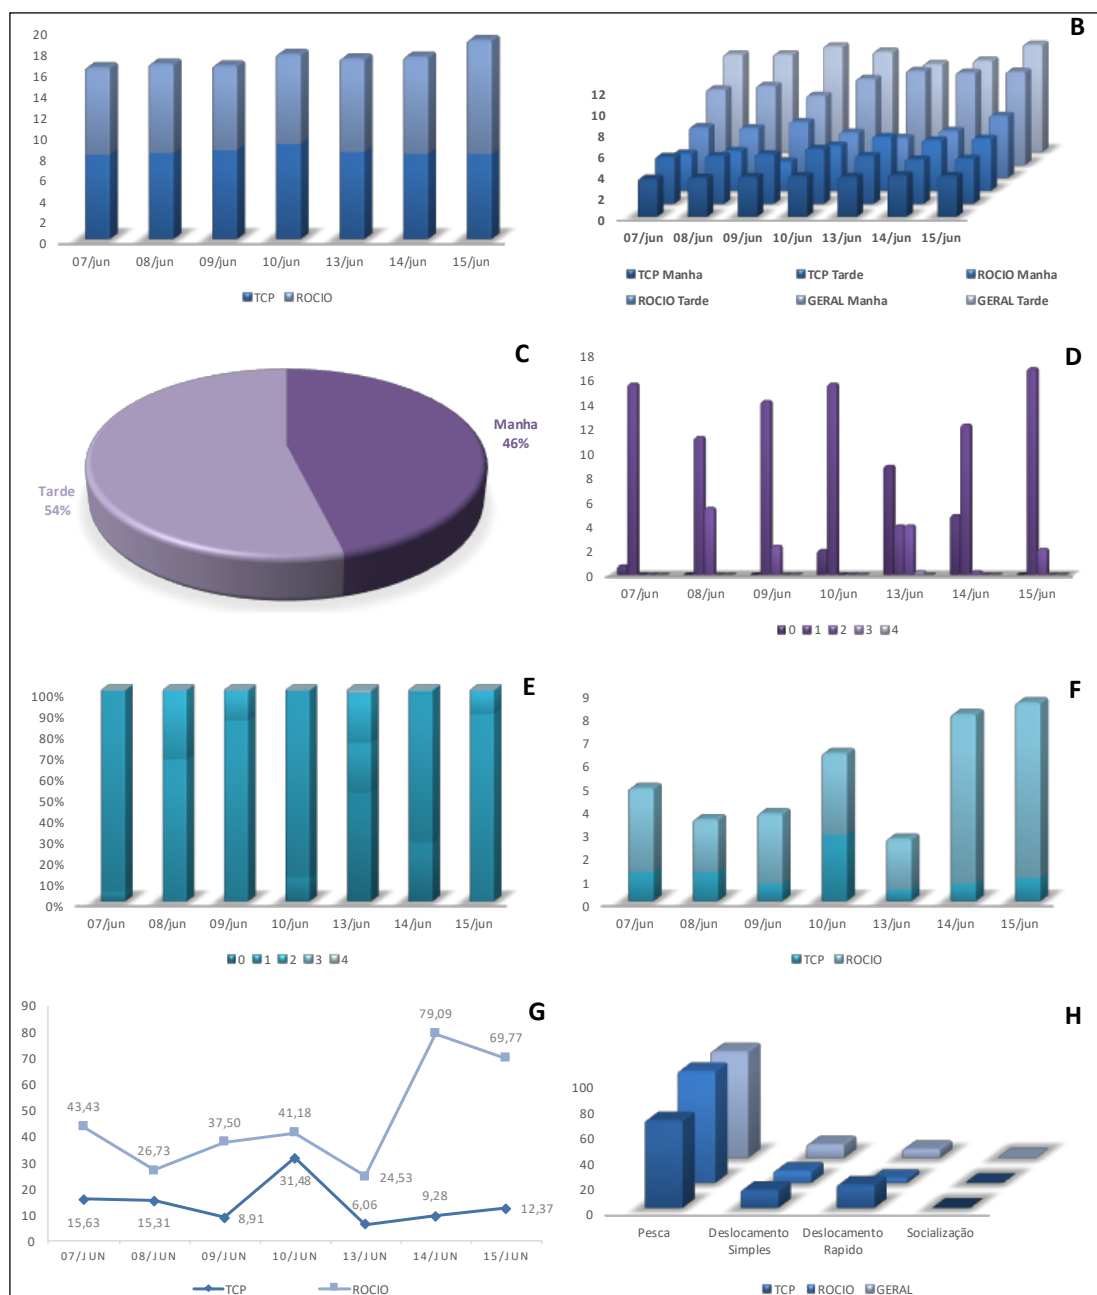 20
18
16
14
12
10
8
6
4
2
0
07/jun 08/jun 09/jun 10/jun 13/jun 14/jun 15/jun
TCP ROCIO
B
12
10
8
6
4
2
0
07/jun 08/jun 09/jun 10/jun 13/jun 14/jun 15/jun
TCP Manha TCP Tarde ROCIO Manha
ROCIO Tarde GERAL Manha GERAL Tarde
C
Manha
46%
Tarde
54%
D
18
16
14
12
10
8
6
4
2
0
07/jun 08/jun 09/jun 10/jun 13/jun 14/jun 15/jun
0 1 2 3 4
E
100%
90%
80%
70%
60%
50%
40%
30%
20%
10%
0%
07/jun 08/jun 09/jun 10/jun 13/jun 14/jun 15/jun
0 1 2 3 4
F
9
8
7
6
5
4
3
2
1
0
07/jun 08/jun 09/jun 10/jun 13/jun 14/jun 15/jun
TCP ROCIO
G
90
80
70
60
50
40
30
20
10
0
43,43 26,73 37,50 41,18 24,53 79,09 69,77
15,63 15,31 8,91 31,48 6,06 9,28 12,37
07/JUN 08/JUN 09/JUN 10/JUN 13/JUN 14/JUN 15/JUN
TCP ROCIO
H
100
80
60
40
20
0
Pesca Deslocamento Deslocamento Socialização
Simples Rapido
TCP ROCIO GERAL